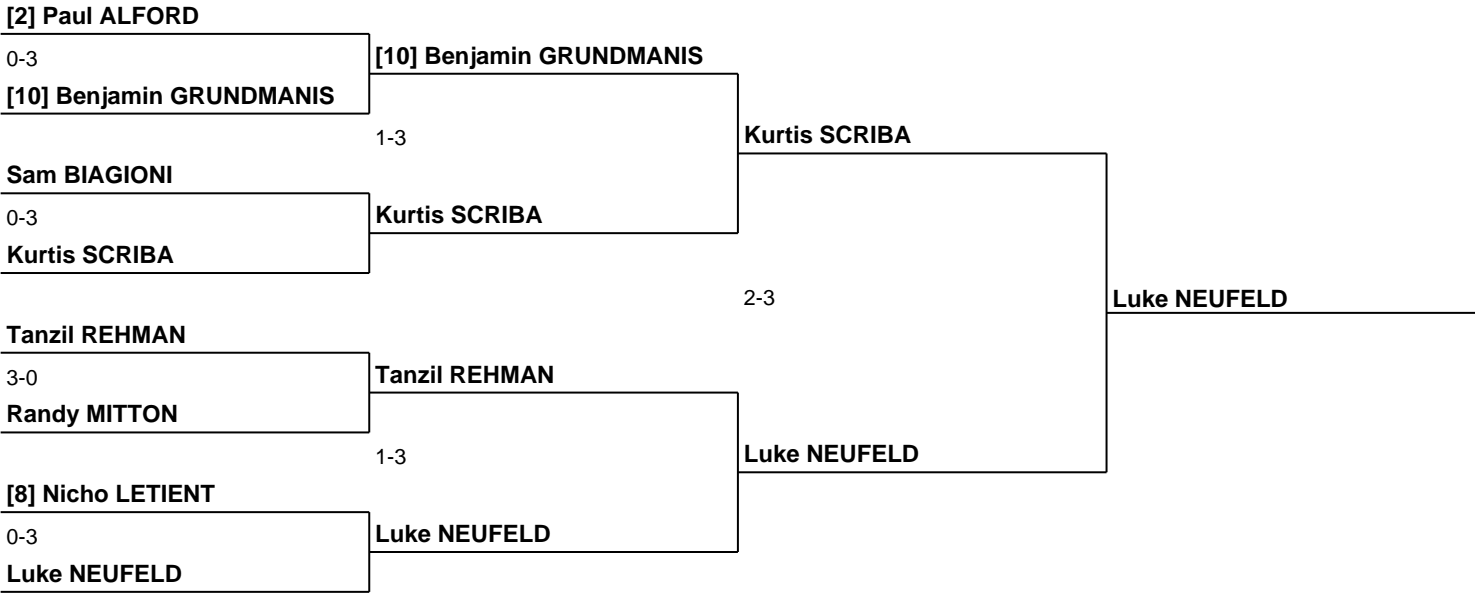 [2] Paul ALFORD
0-3
[10] Benjamin GRUNDMANIS
[10] Benjamin GRUNDMANIS
1-3
Kurtis SCRIBA
Sam BIAGIONI
0-3
Kurtis SCRIBA
Kurtis SCRIBA
2-3
Luke NEUFELD
Tanzil REHMAN
3-0
Tanzil REHMAN
Randy MITTON
1-3
Luke NEUFELD
[8] Nicho LETIENT
0-3
Luke NEUFELD
Luke NEUFELD